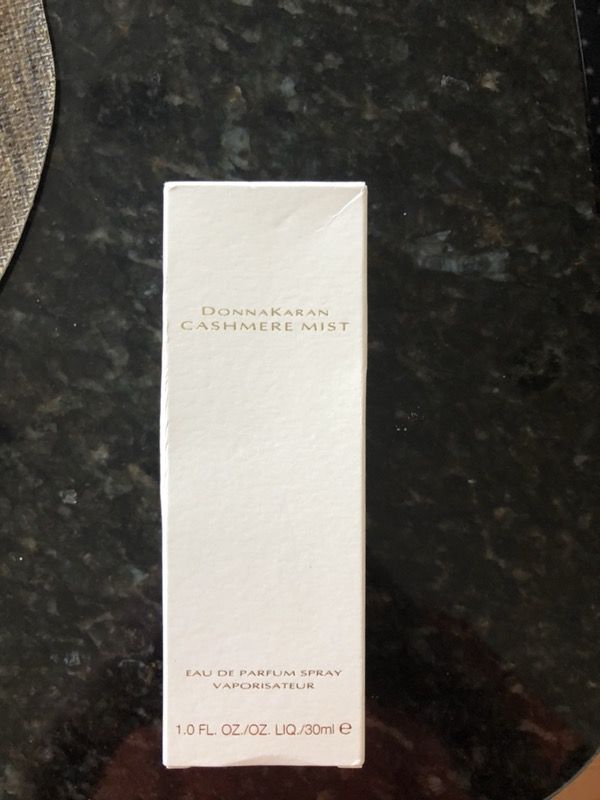 DONNAKARAN
CASHMERE MIST
EAU DE PARFUM SPRAY
VAPORISATEUR
1.0 FL. OZ./OZ. LIQ./30ml ℮